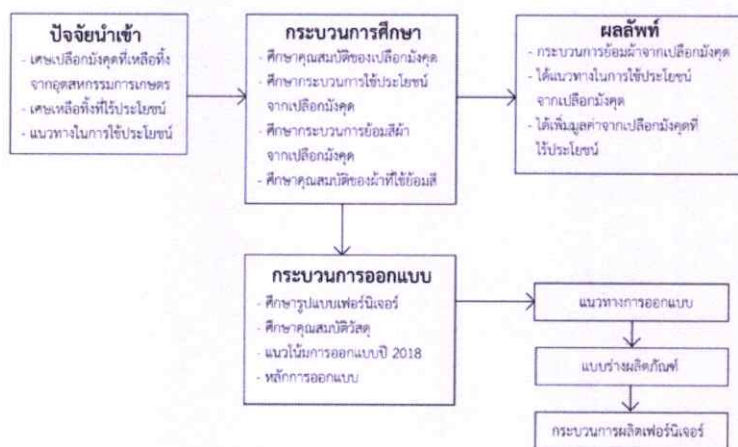 ปัจจัยนำเข้า
- เศษเปลือกมังคุดที่เหลือทิ้ง
จากอุตสหกรรมการเกษตร
- เศษเหลือทิ้งที่ไร้ประโยชน์
- แนวทางในการใช้ประโยชน์
กระบวนการศึกษา
- ศึกษาคุณสมบัติของเปลือกมังคุด
- ศึกษากระบวนการใช้ประโยชน์
จากเปลือกมังคุด
- ศึกษากระบวนการย้อมสีผ้า
จากเปลือกมังคุด
- ศึกษาคุณสมบัติของผ้าที่ใช้ย้อมสี
ผลลัพท์
- กระบวนการย้อมผ้าจากเปลือกมังคุด
- ได้แนวทางในการใช้ประโยชน์
จากเปลือกมังคุด
- ได้เพิ่มมูลค่าจากเปลือกมังคุดที่
ไร้ประโยชน์
กระบวนการออกแบบ
- ศึกษารูปแบบเฟอร์นิเจอร์
- ศึกษาคุณสมบัติวัสดุ
- แนวโน้มการออกแบบปี 2018
- หลักการออกแบบ
แนวทางการออกแบบ
แบบร่างผลิตภัณฑ์
กระบวนการผลิตเฟอร์นิเจอร์